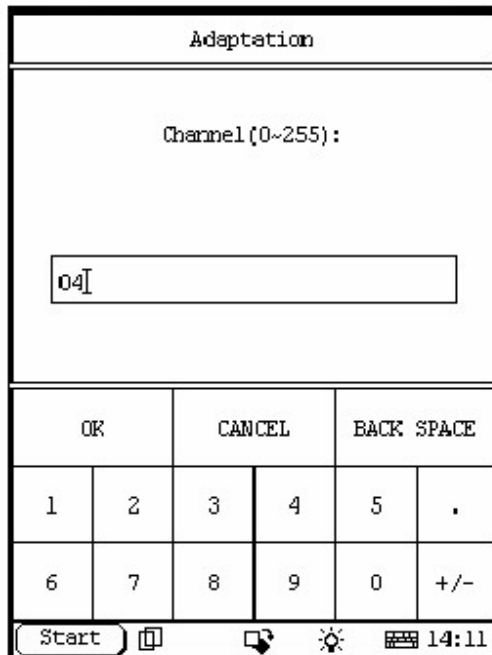 Adaptation
Channel(0~255):
04
OK CANCEL BACK SPACE
1 2 3 4 5 .
6 7 8 9 0 +/-
Start 14:11